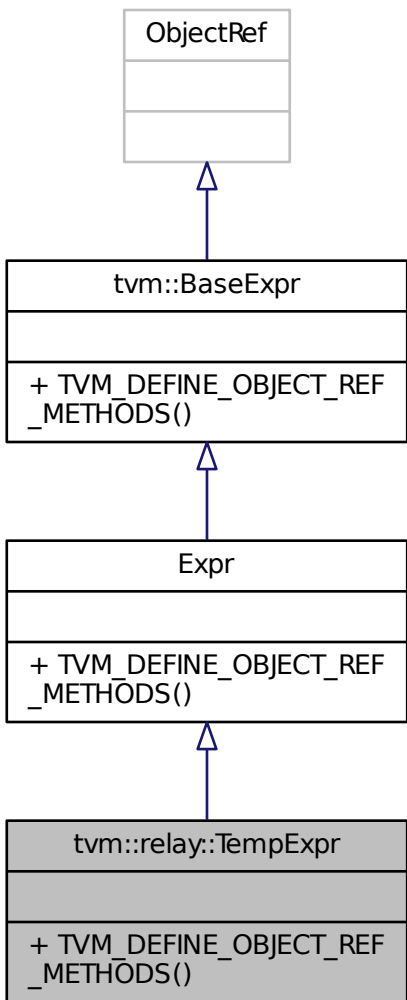 ObjectRef
tvm::BaseExpr
+ TVM_DEFINE_OBJECT_REF
_METHODS()
Expr
+ TVM_DEFINE_OBJECT_REF
_METHODS()
tvm::relay::TempExpr
+ TVM_DEFINE_OBJECT_REF
_METHODS()